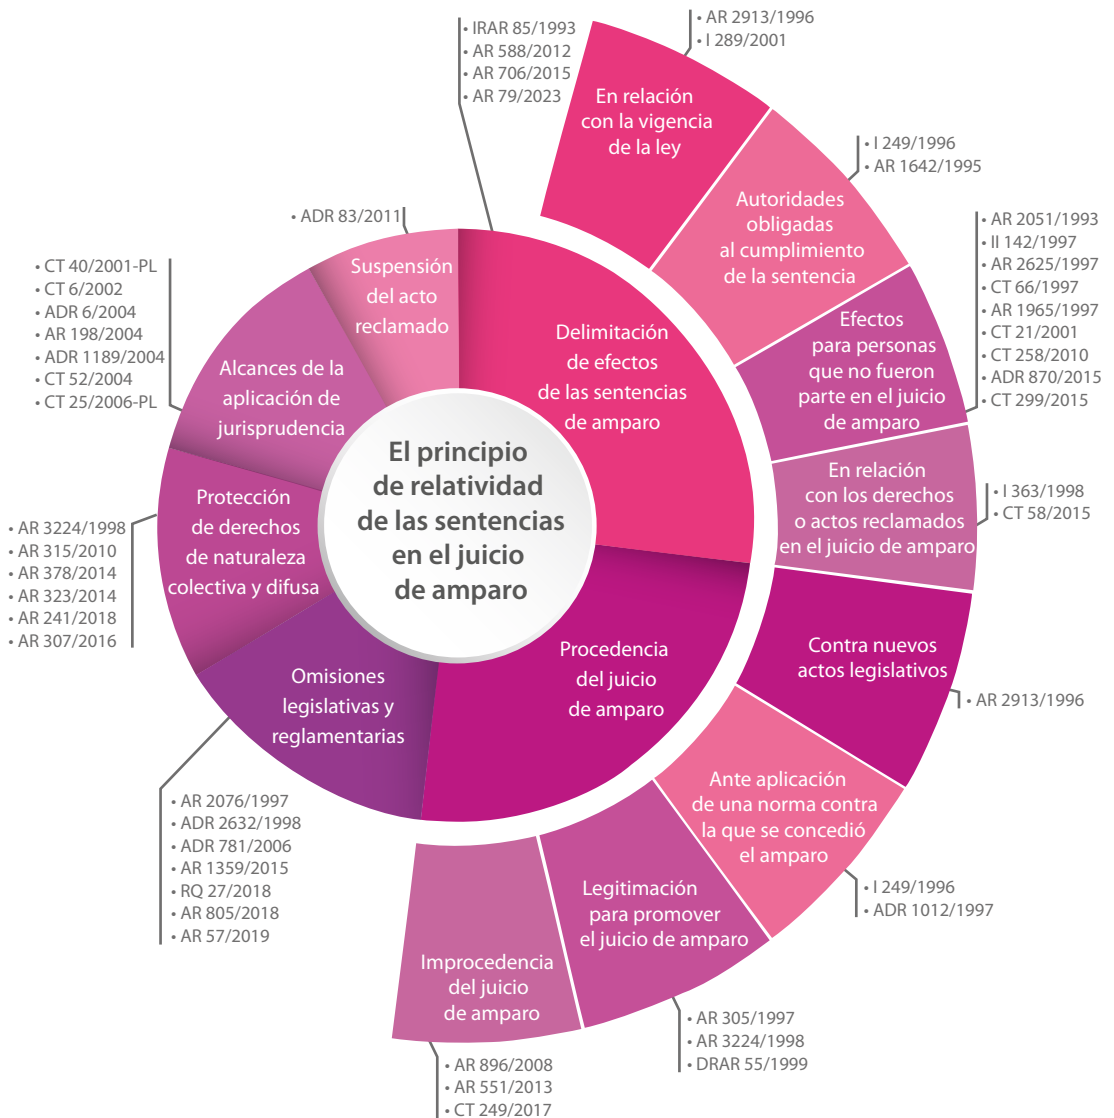 El principio
de relatividad
de las sentencias
en el juicio
de amparo
Delimitación
de efectos
de las sentencias
de amparo
• IRAR 85/1993
• AR 588/2012
• AR 706/2015
• AR 79/2023
En relación
con la vigencia
de la ley
• AR 2913/1996
• I 289/2001
Autoridades
obligadas
al cumplimiento
de la sentencia
• I 249/1996
• AR 1642/1995
Efectos
para personas
que no fueron
parte en el juicio
de amparo
• AR 2051/1993
• II 142/1997
• AR 2625/1997
• CT 66/1997
• AR 1965/1997
• CT 21/2001
• CT 258/2010
• ADR 870/2015
• CT 299/2015
En relación
con los derechos
o actos reclamados
en el juicio de amparo
• I 363/1998
• CT 58/2015
Procedencia
del juicio
de amparo
Contra nuevos
actos legislativos
• AR 2913/1996
Ante aplicación
de una norma contra
la que se concedió
el amparo
• I 249/1996
• ADR 1012/1997
Legitimación
para promover
el juicio de amparo
• AR 305/1997
• AR 3224/1998
• DRAR 55/1999
Improcedencia
del juicio
de amparo
• AR 896/2008
• AR 551/2013
• CT 249/2017
Omisiones
legislativas y
reglamentarias
• AR 2076/1997
• ADR 2632/1998
• ADR 781/2006
• AR 1359/2015
• RQ 27/2018
• AR 805/2018
• AR 57/2019
Protección
de derechos
de naturaleza
colectiva y difusa
• AR 3224/1998
• AR 315/2010
• AR 378/2014
• AR 323/2014
• AR 241/2018
• AR 307/2016
Alcances de la
aplicación de
jurisprudencia
• CT 40/2001-PL
• CT 6/2002
• ADR 6/2004
• AR 198/2004
• ADR 1189/2004
• CT 52/2004
• CT 25/2006-PL
Suspensión
del acto
reclamado
• ADR 83/2011